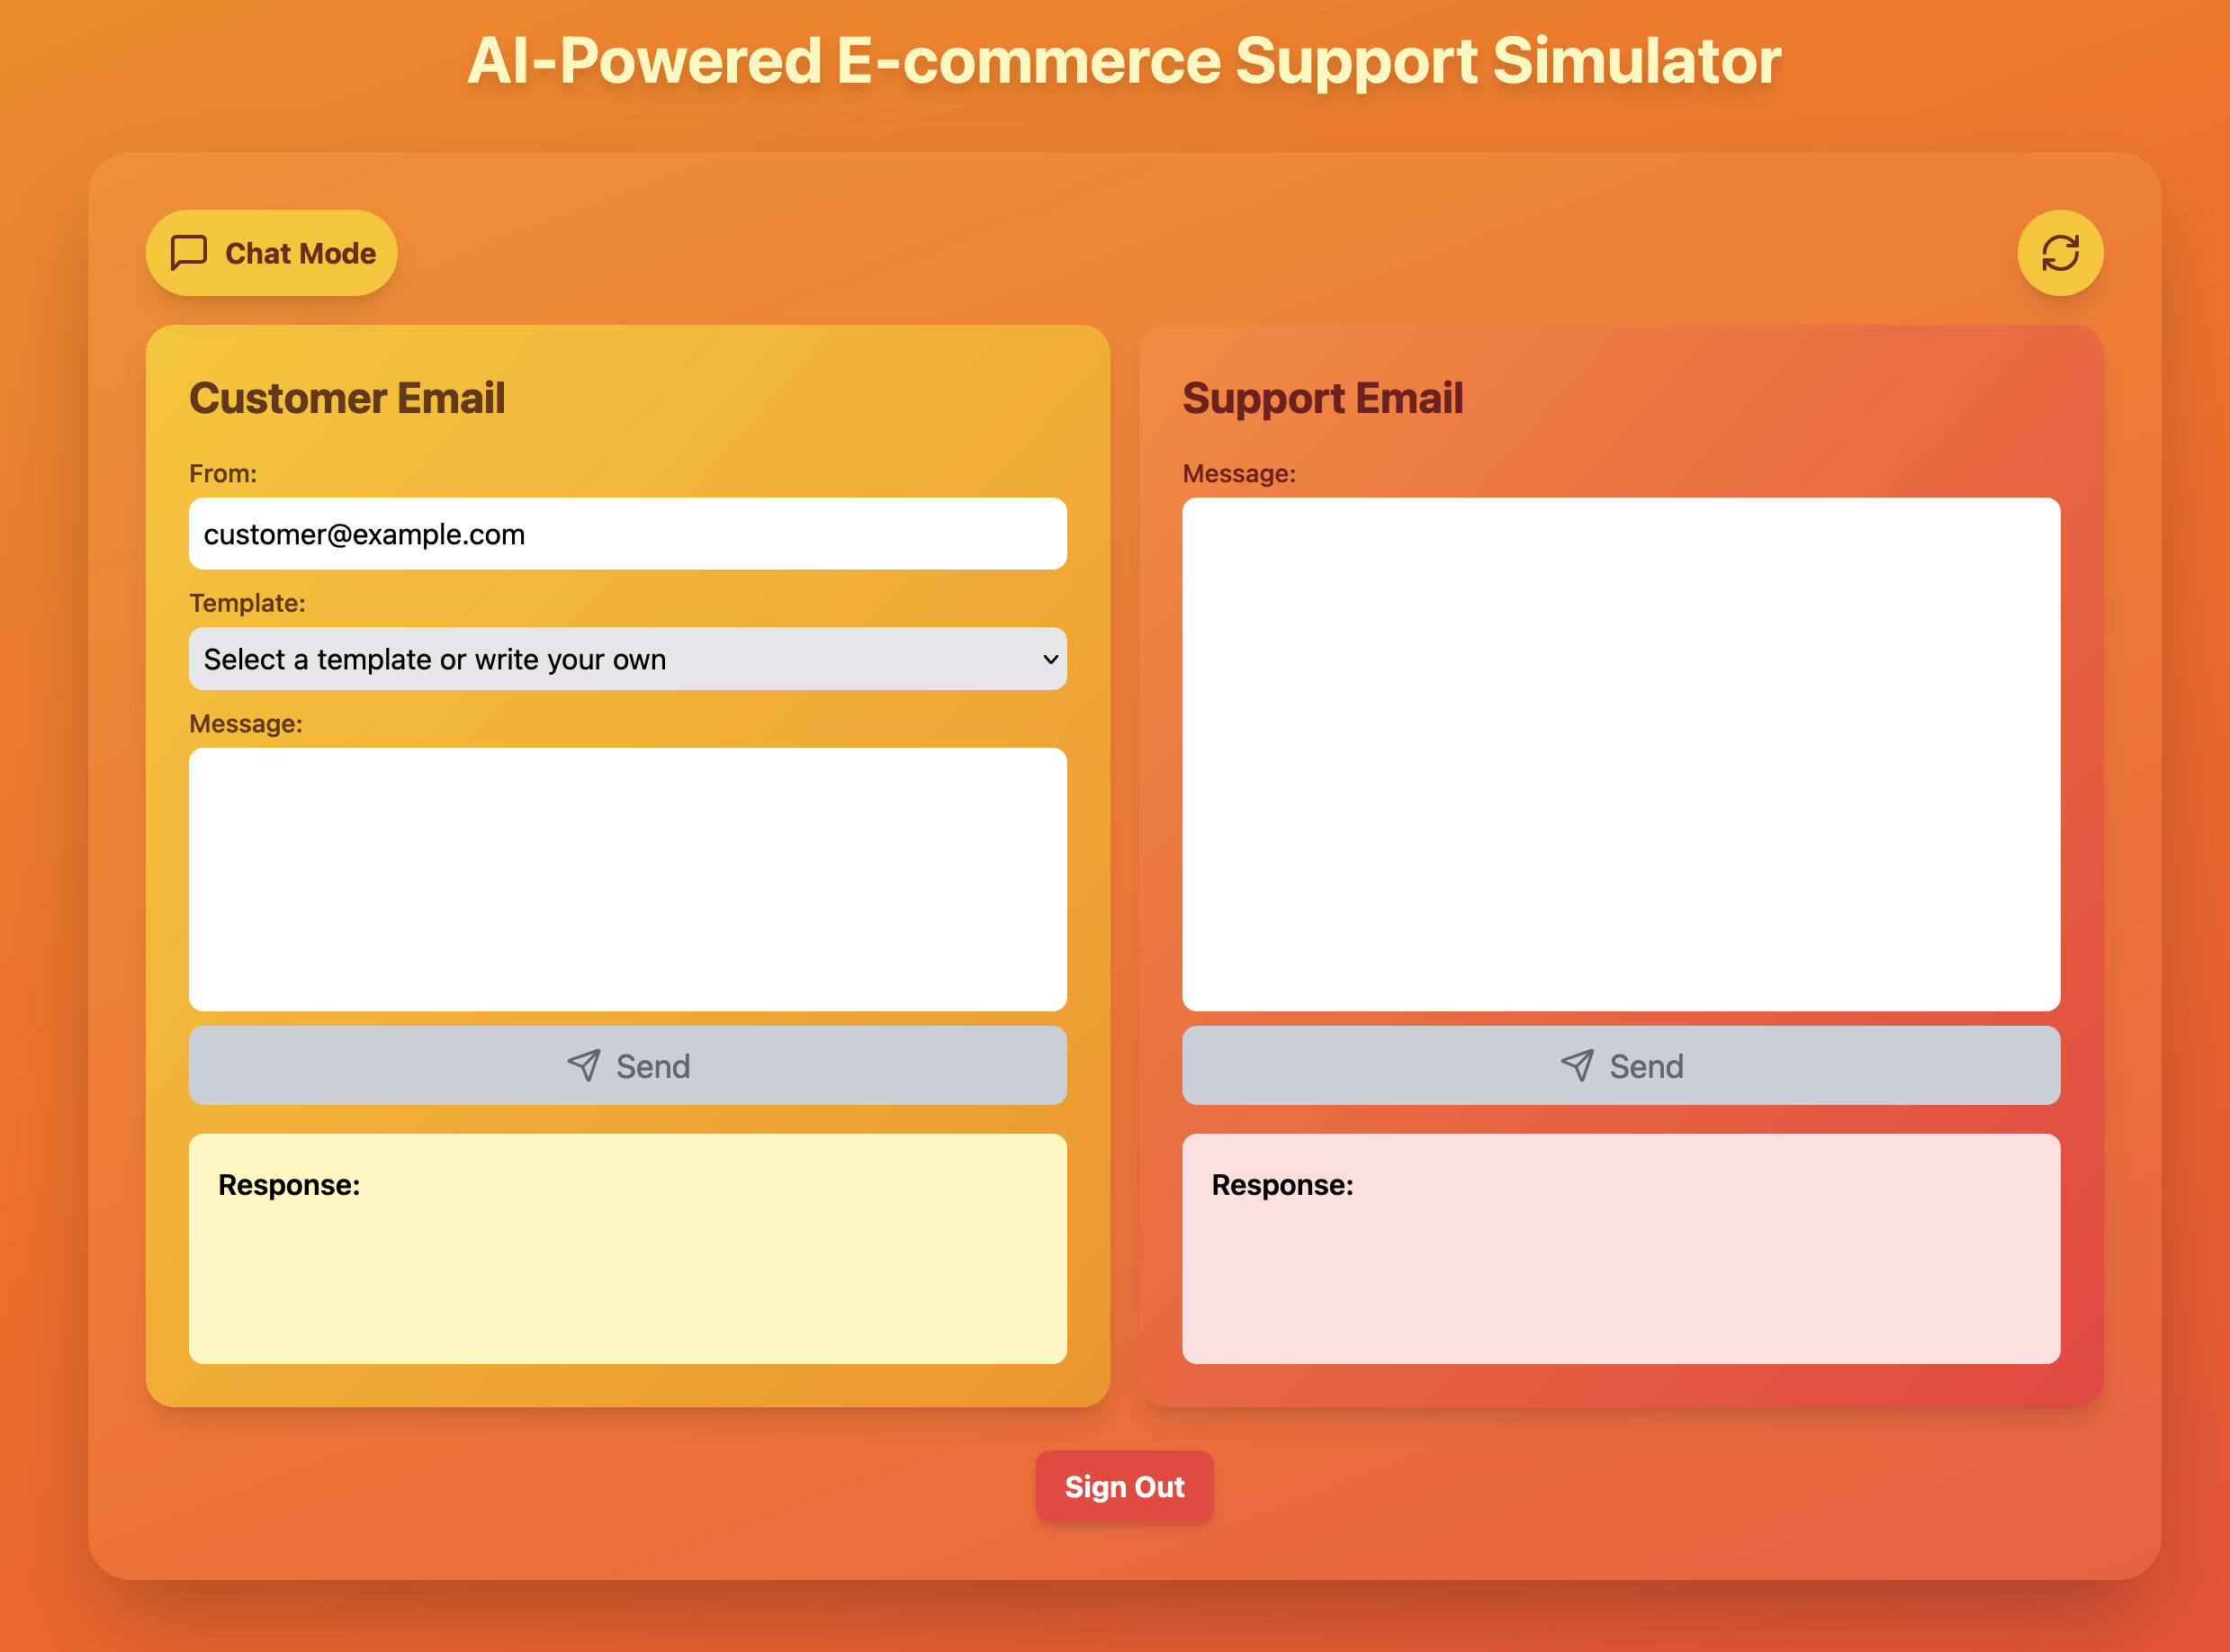 AI-Powered E-commerce Support Simulator
Chat Mode
Customer Email
From:
customer@example.com
Template:
Select a template or write your own
Message:
Send
Response:
Support Email
Message:
Send
Response:
Sign Out